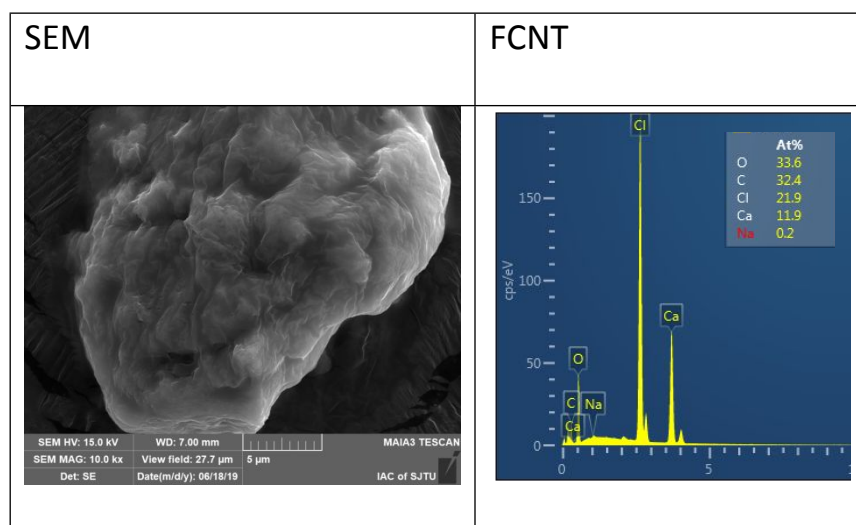 SEM
FCNT
SEM HV: 15.0 kV
WD: 7.00 mm
MAIA3 TESCAN
SEM MAG: 10.0 kx
View field: 27.7 µm
5 µm
Det: SE
Date(m/d/y): 06/18/19
IAC of SJTU
Cl
At%
O 33.6
C 32.4
Cl 21.9
Ca 11.9
Na 0.2
150
100
50
0
cps/eV
Ca
O
C
Na
Ca
0
5